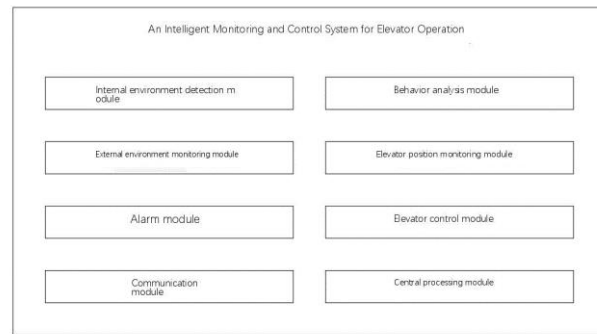 An Intelligent Monitoring and Control System for Elevator Operation
Internal environment detection m
odule
Behavior analysis module
External environment monitoring module
Elevator position monitoring module
Alarm module
Elevator control module
Communication
module
Central processing module